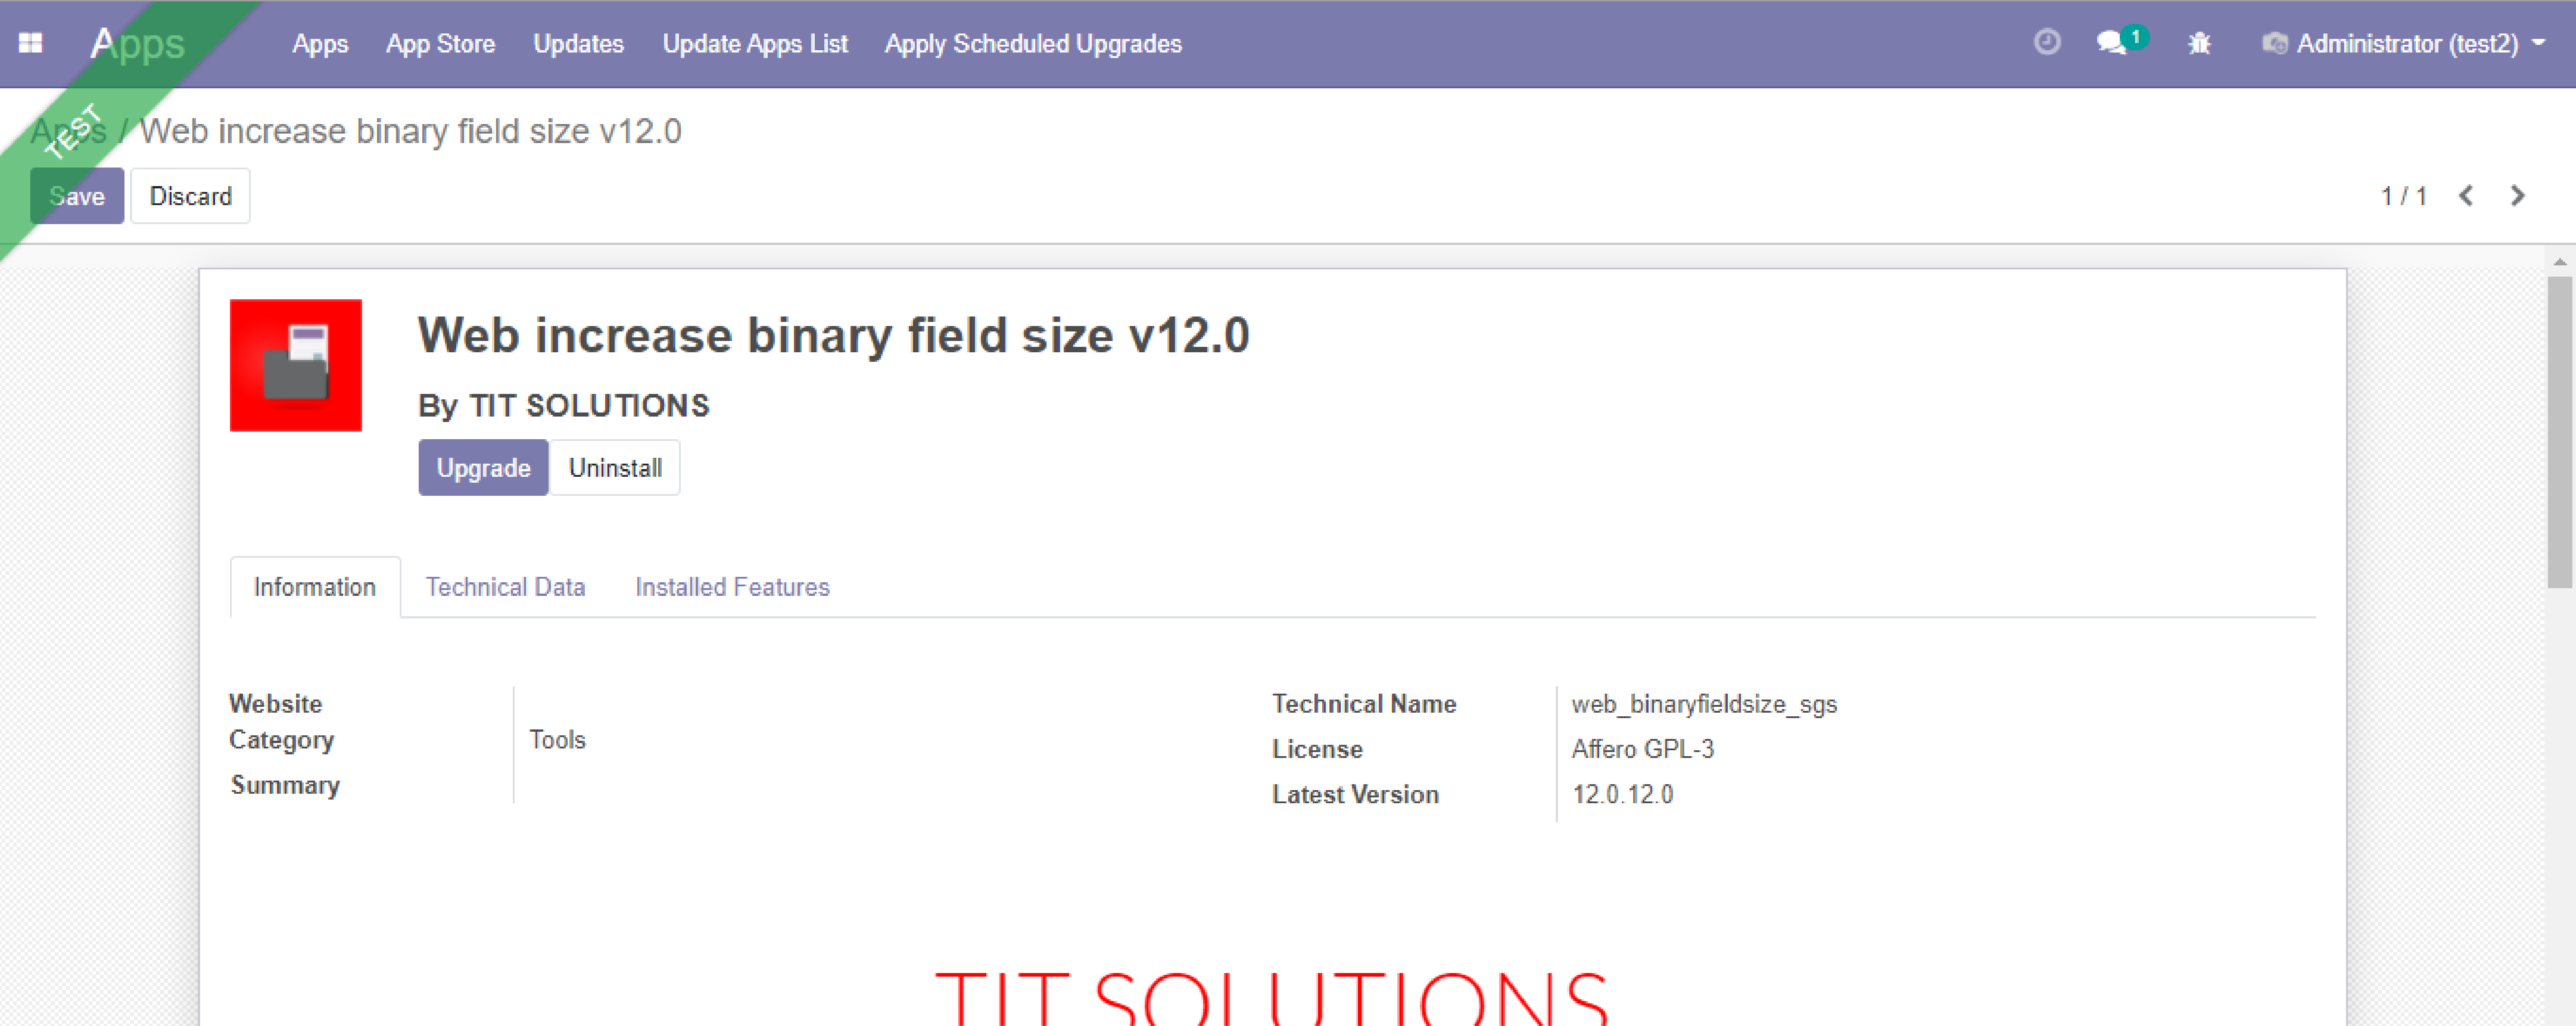 Apps Apps App Store Updates Update Apps List Apply Scheduled Upgrades 1 Administrator (test2)
TEST
Apps / Web increase binary field size v12.0
Save Discard 1 / 1
Web increase binary field size v12.0
By TIT SOLUTIONS
Upgrade Uninstall
Information Technical Data Installed Features
Website Technical Name web_binaryfieldsize_sgs
Category Tools License Affero GPL-3
Summary Latest Version 12.0.12.0
TIT SOLUTIONS